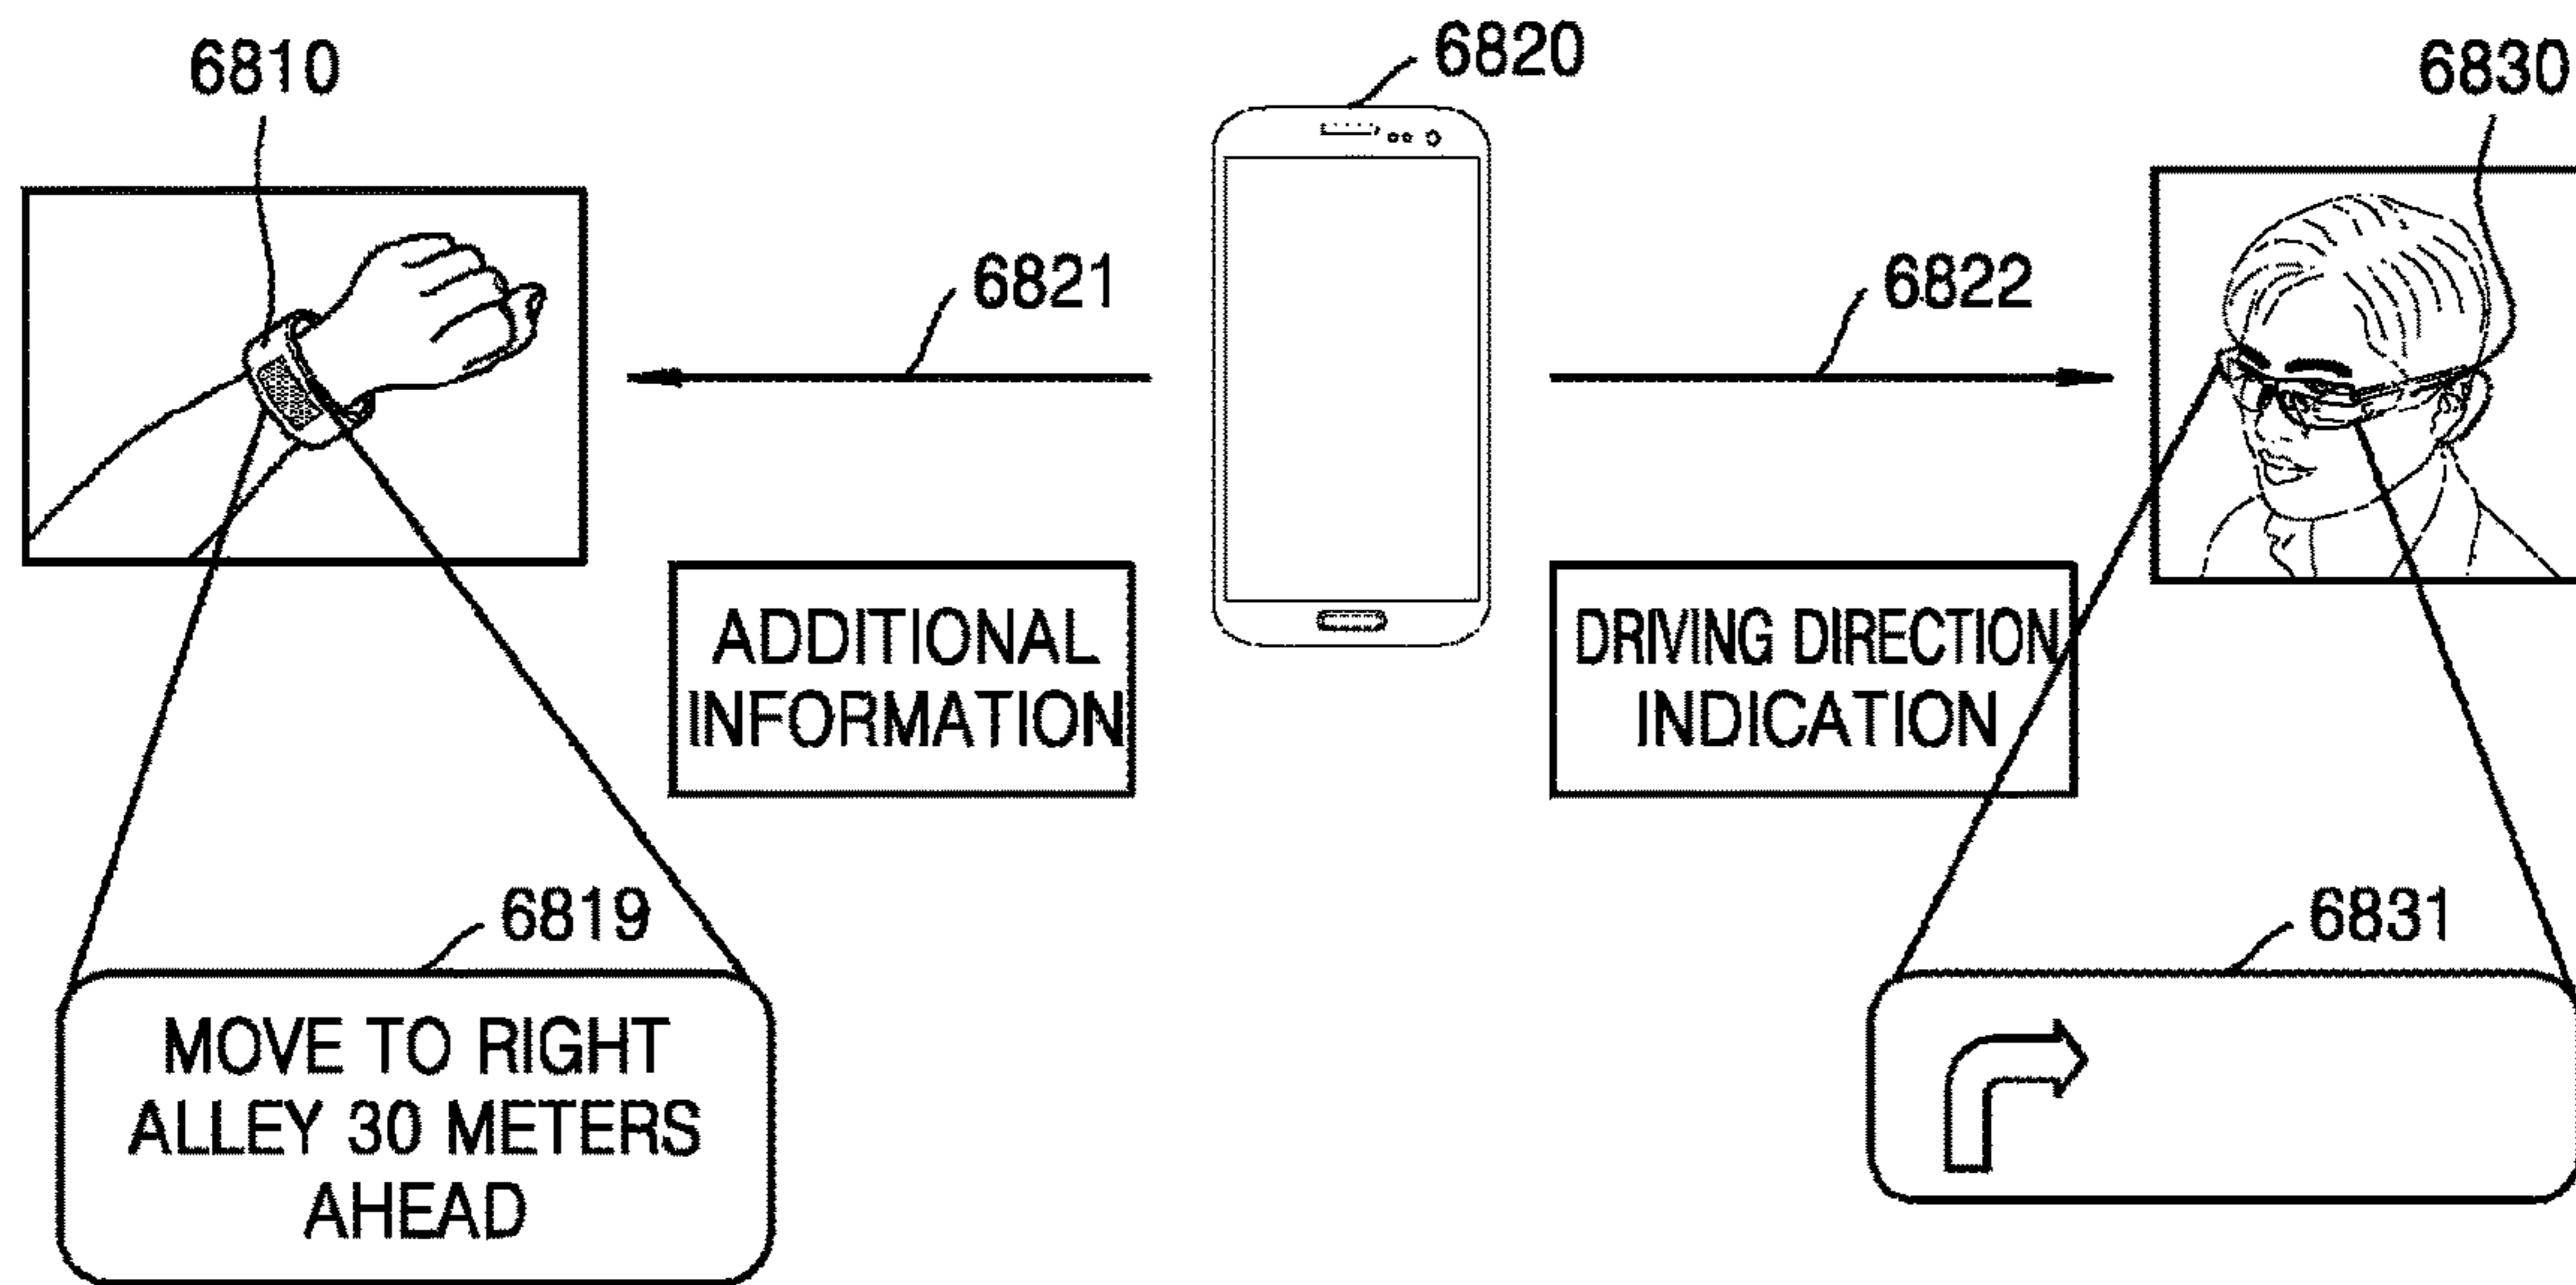 6810
6820
6830
6821
6822
ADDITIONAL
INFORMATION
DRIVING DIRECTION
INDICATION
6819
6831
MOVE TO RIGHT
ALLEY 30 METERS
AHEAD